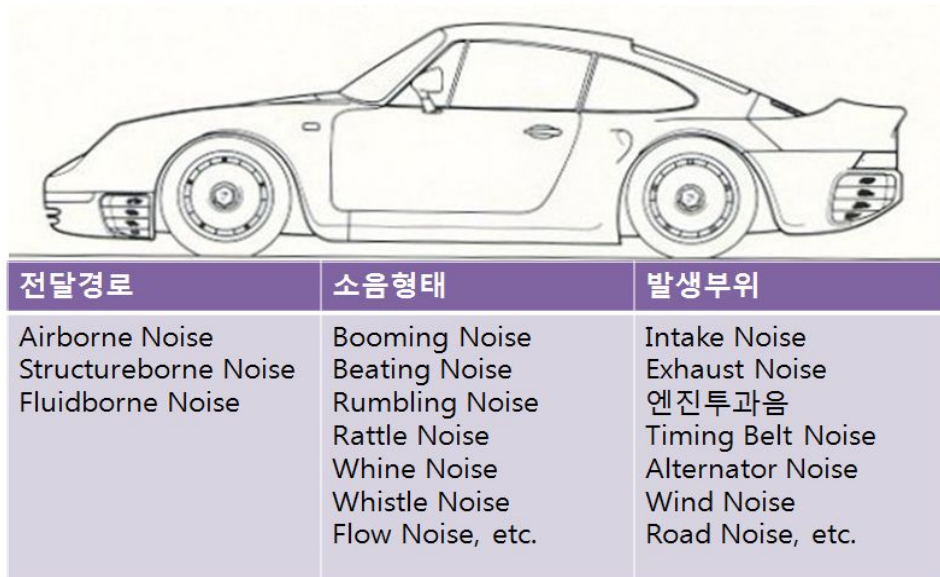 전달경로
소음형태
발생부위
Airborne Noise
Structureborne Noise
Fluidborne Noise
Booming Noise
Beating Noise
Rumbling Noise
Rattle Noise
Whine Noise
Whistle Noise
Flow Noise, etc.
Intake Noise
Exhaust Noise
엔진투과음
Timing Belt Noise
Alternator Noise
Wind Noise
Road Noise, etc.